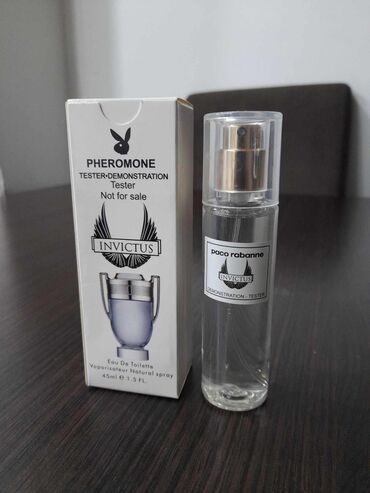 PHEROMONE
TESTER•DEMONSTRATION
Tester
Not for sale
INVICTUS
Eau De Toilette
Vaporisateur Natural spray
45ml e 1.5 FL.
paco rabanne
INVICTUS
DEMONSTRATION - TESTER